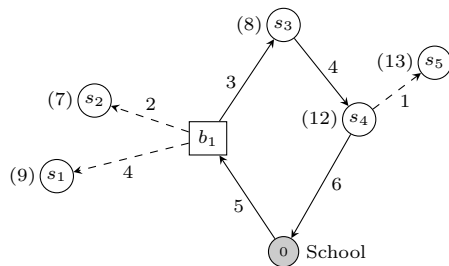 (8) s₃
3
4
(13) s₅
1
(7) s₂
2
(12) s₄
b₁
(9) s₁
4
6
5
0 School